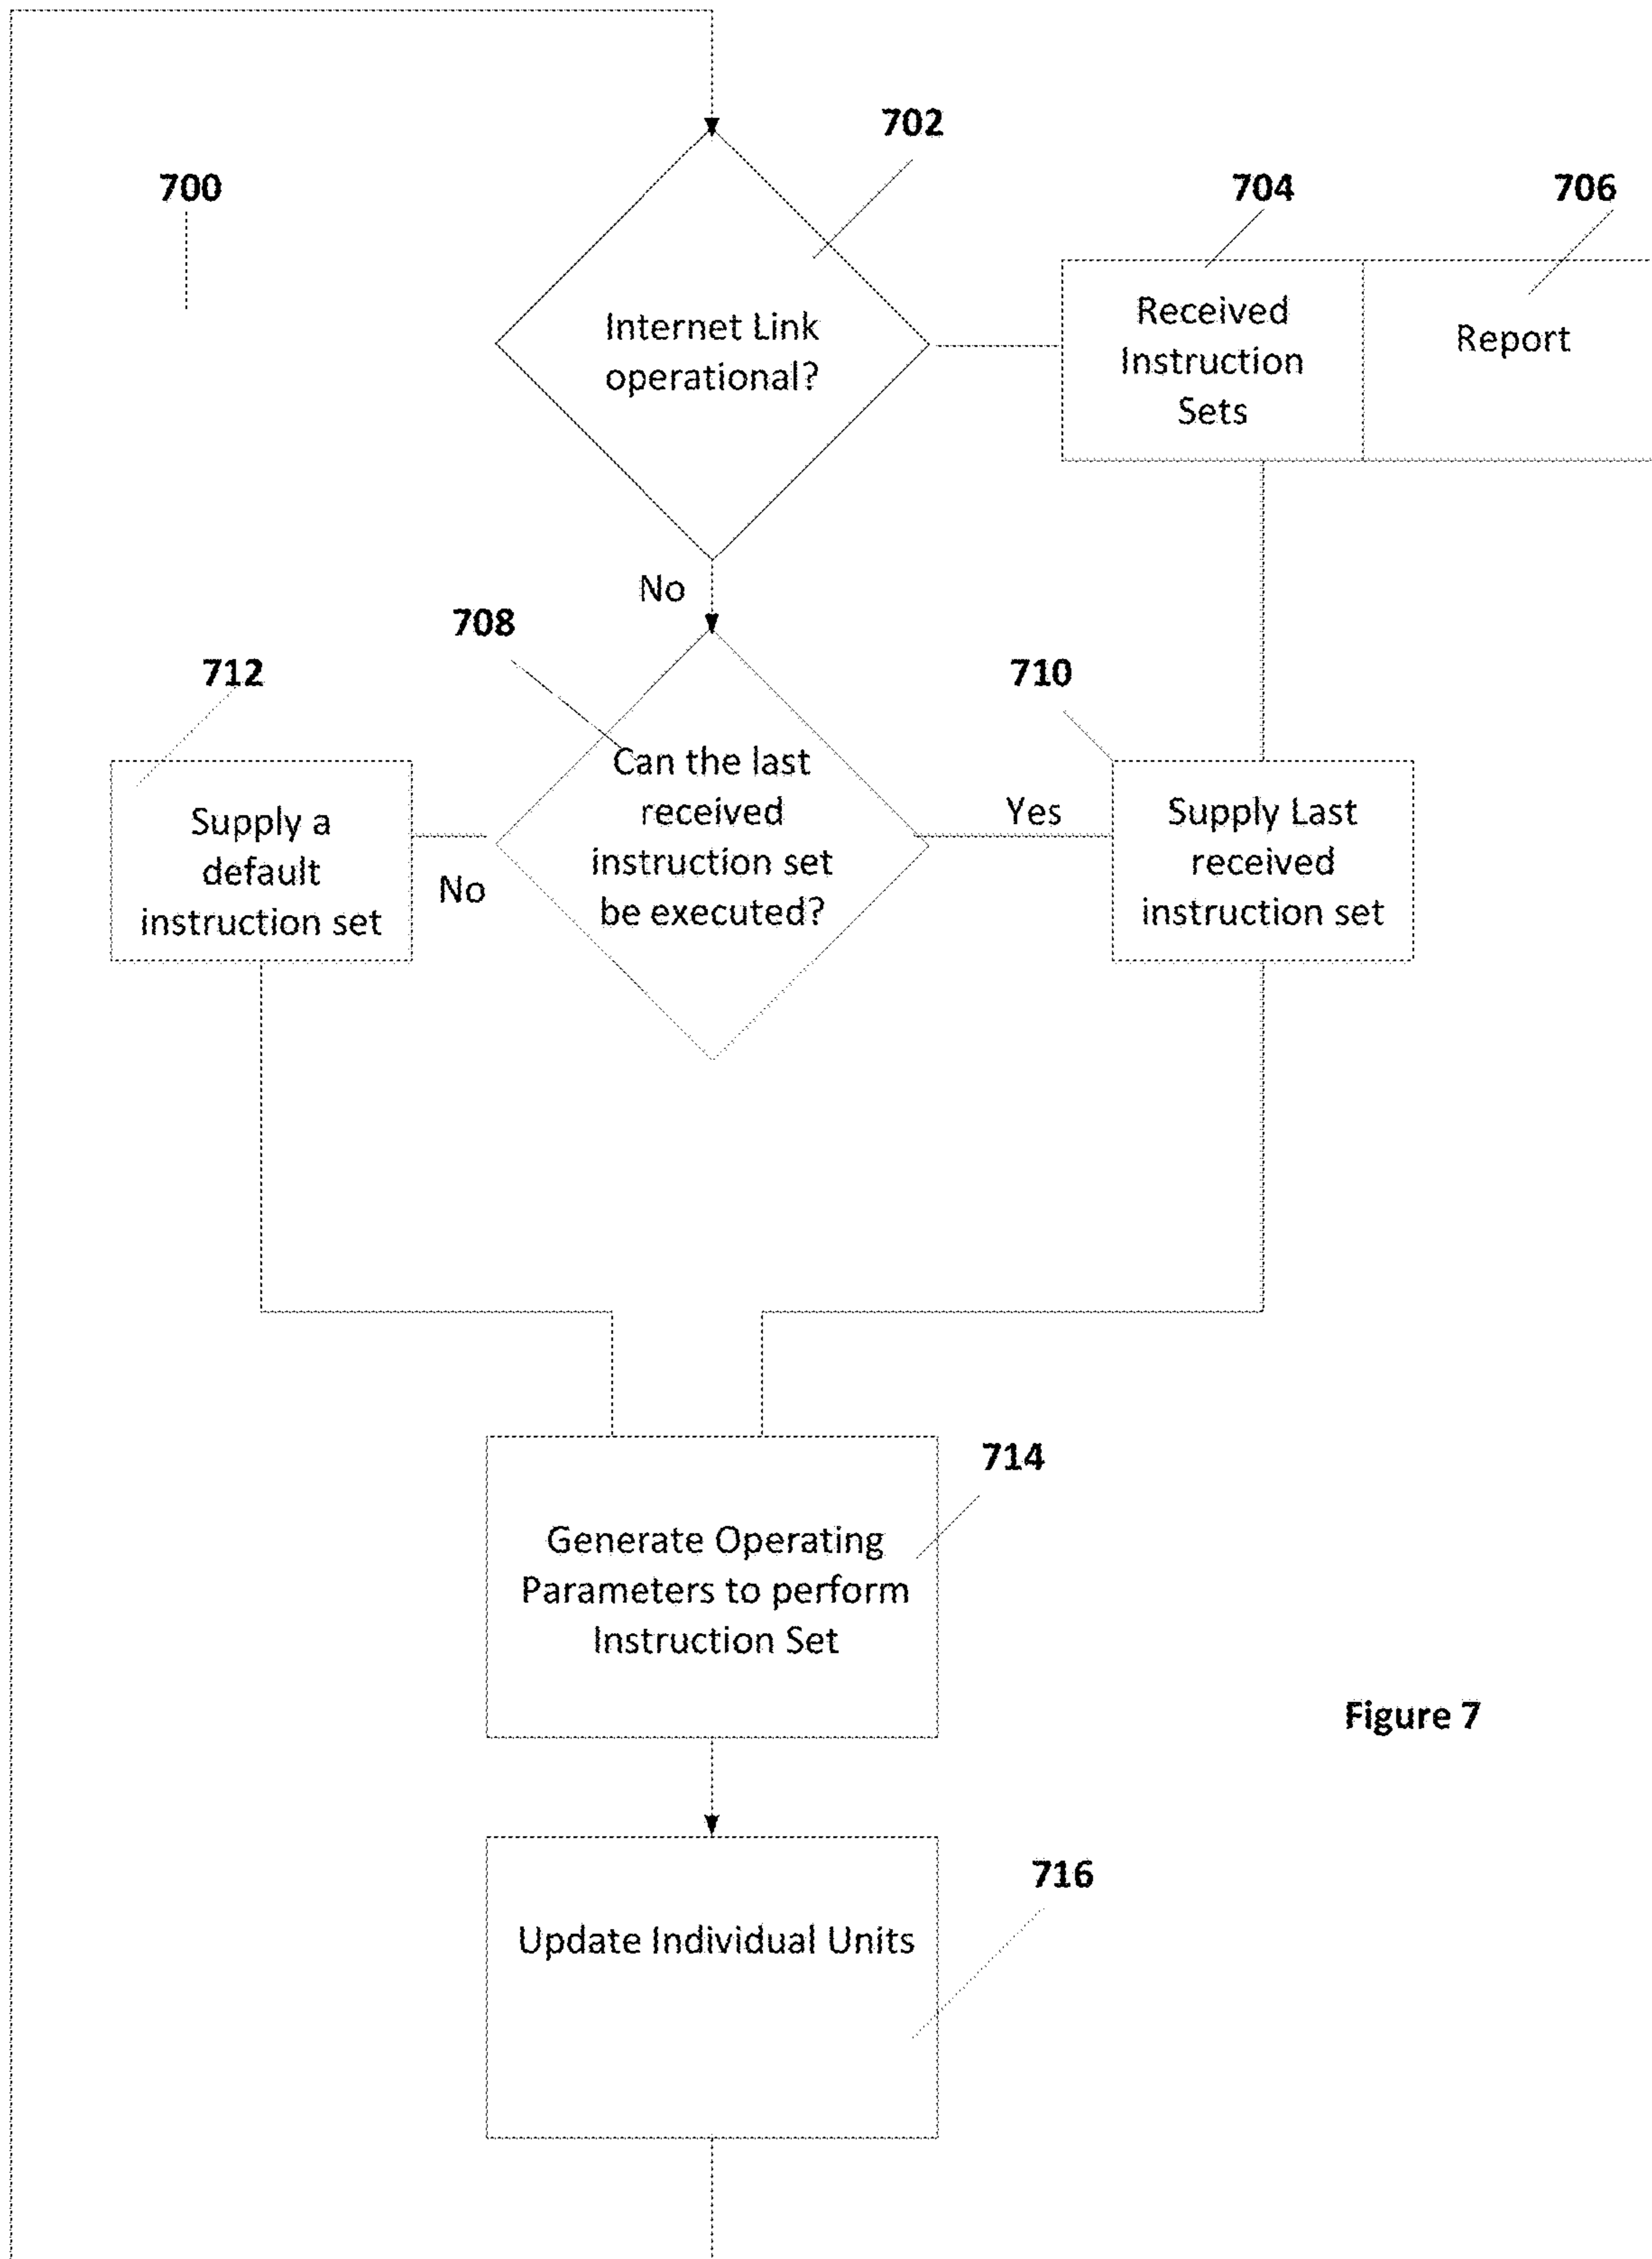 702
700
704
706
Internet Link
operational?
Received
Instruction
Sets
Report
No
708
712
710
Can the last
received
instruction set
be executed?
Yes
Supply Last
received
instruction set
Supply a
default
instruction set
No
714
Generate Operating
Parameters to perform
Instruction Set
Figure 7
716
Update Individual Units